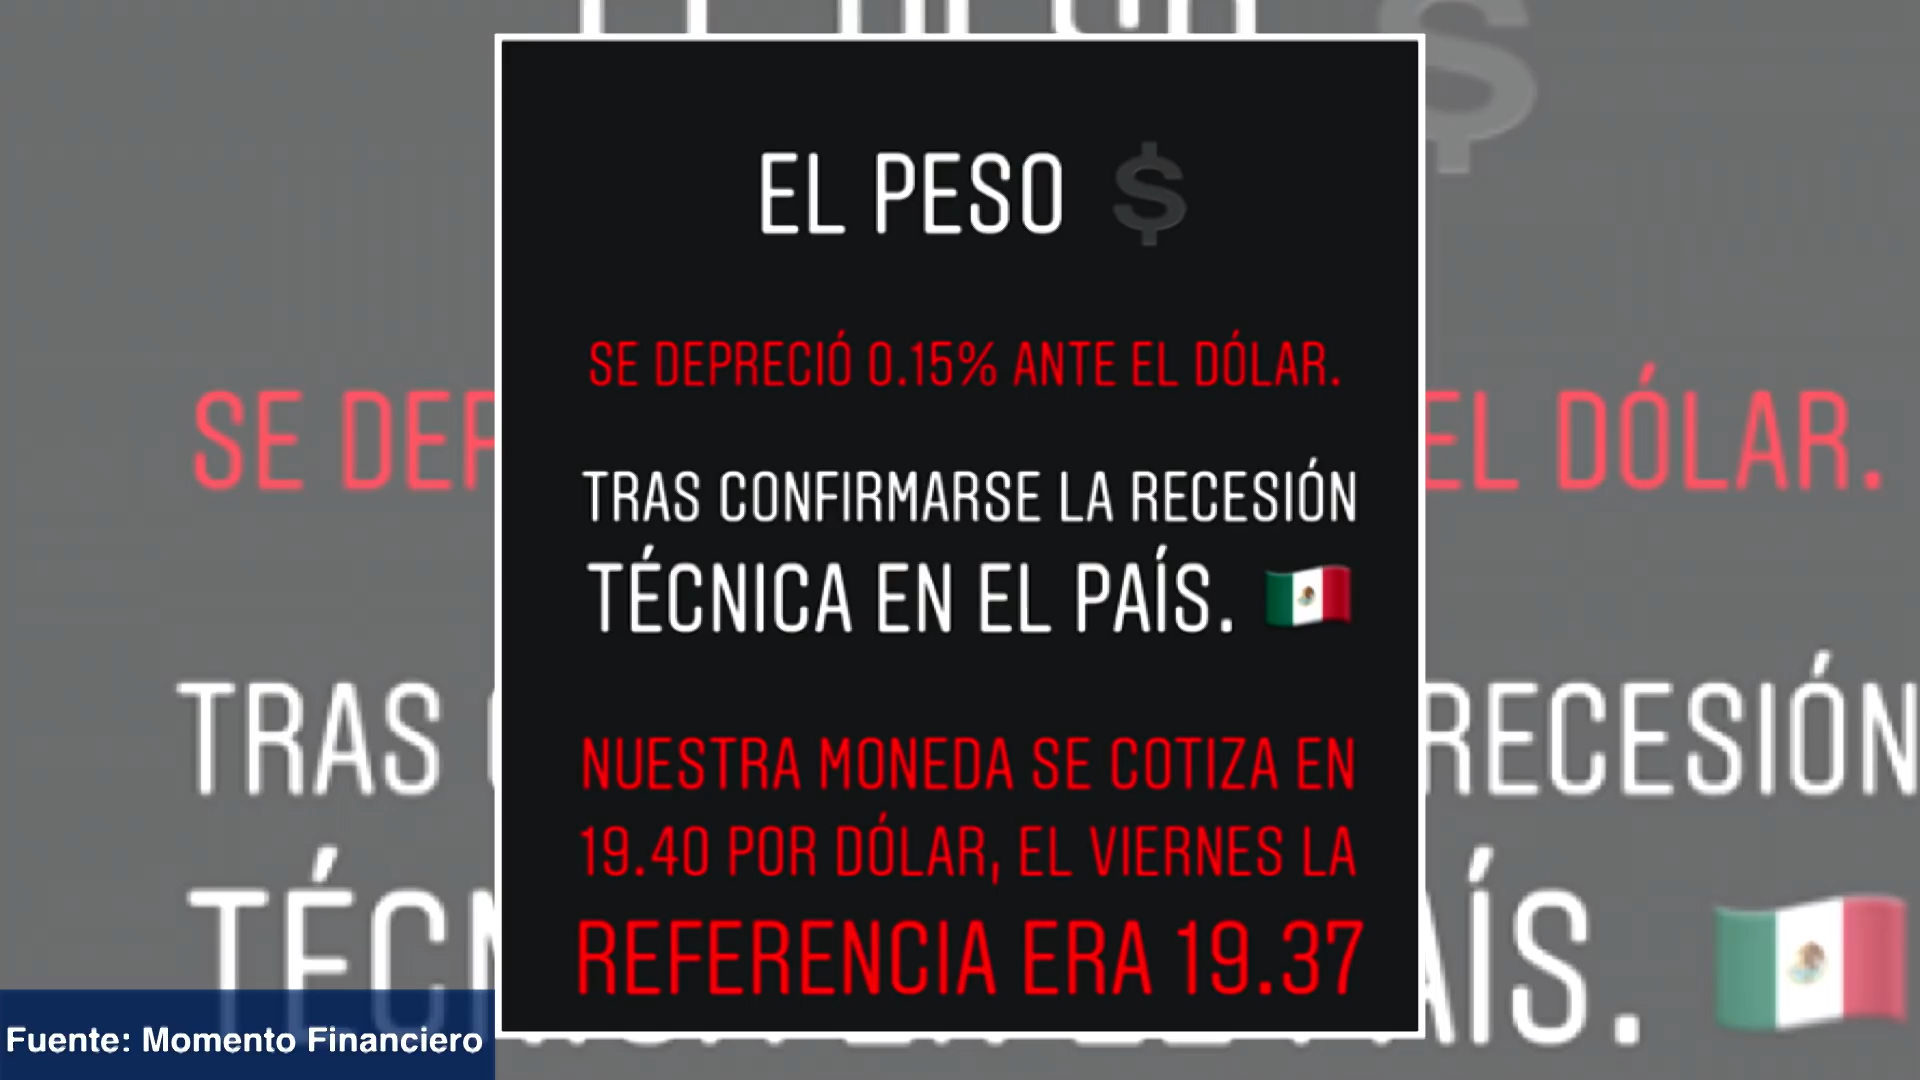 EL PESO $
SE DEPRECIÓ 0.15% ANTE EL DÓLAR.
TRAS CONFIRMARSE LA RECESIÓN
TÉCNICA EN EL PAÍS. 🇲🇽
NUESTRA MONEDA SE COTIZA EN
19.40 POR DÓLAR, EL VIERNES LA
REFERENCIA ERA 19.37
Fuente: Momento Financiero